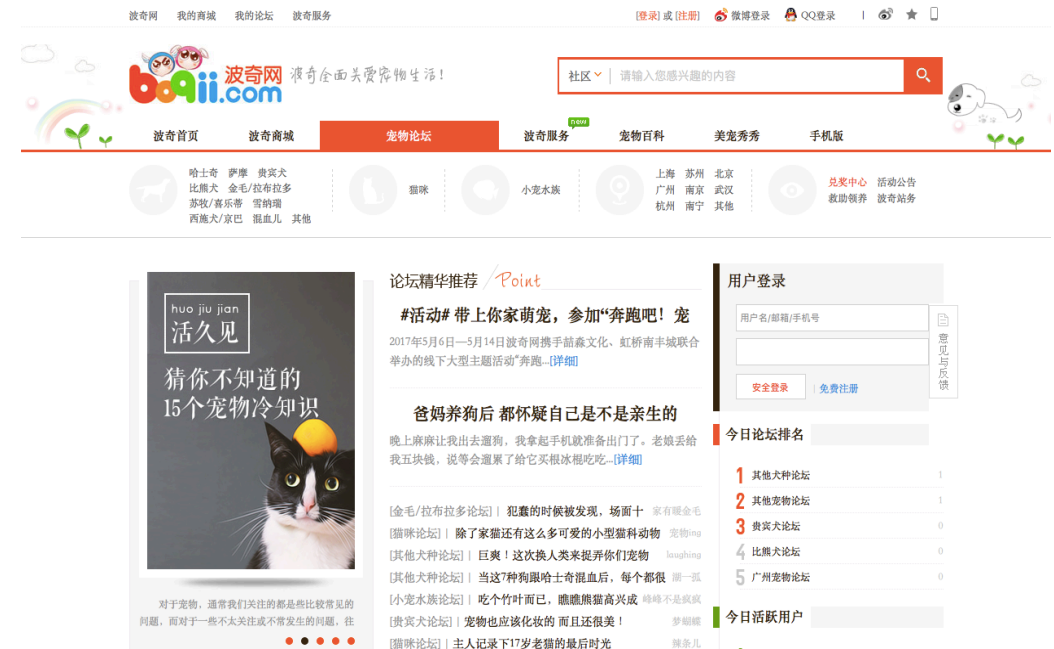 波奇网 我的商城 我的论坛 波奇服务
[登录] 或 [注册] 微博登录 QQ登录
boqii.com 波奇网 波奇全面关爱宠物生活！
社区 请输入您感兴趣的内容
new
波奇首页 波奇商城 宠物论坛 波奇服务 宠物百科 美宠秀秀 手机版
哈士奇 萨摩 贵宾犬
比熊犬 金毛/拉布拉多
苏牧/喜乐蒂 雪纳瑞
西施犬/京巴 混血儿 其他
猫咪
小宠水族
上海 苏州 北京
广州 南京 武汉
杭州 南宁 其他
兑奖中心 活动公告
救助领养 波奇站务
huo jiu jian
活久见
猜你不知道的
15个宠物冷知识
对于宠物，通常我们关注的都是些比较常见的
问题，而对于一些不太关注或不常发生的问题，往
论坛精华推荐 Point
#活动# 带上你家萌宠，参加“奔跑吧！宠
2017年5月6日—5月14日波奇网携手喆淼文化、虹桥南丰城联合
举办的线下大型主题活动“奔跑...[详细]
爸妈养狗后 都怀疑自己是不是亲生的
晚上麻麻让我出去遛狗，我拿起手机就准备出门了。老娘丢给
我五块钱，说等会遛累了给它买根冰棍吃吃...[详细]
[金毛/拉布拉多论坛] | 犯蠢的时候被发现，场面十 家有暖金毛
[猫咪论坛] | 除了家猫还有这么多可爱的小型猫科动物 宠物ing
[其他犬种论坛] | 巨爽！这次换人类来捉弄你们宠物 laughing
[其他犬种论坛] | 当这7种狗跟哈士奇混血后，每个都很 溯一孤
[小宠水族论坛] | 吃个竹叶而已，瞧瞧熊猫高兴成 峰峰不是疯疯
[贵宾犬论坛] | 宠物也应该化妆的 而且还很美！ 梦蝴蝶
[猫咪论坛] | 主人记录下17岁老猫的最后时光 辣条儿
用户登录
用户名/邮箱/手机号
安全登录 | 免费注册
意见与反馈
今日论坛排名
1 其他犬种论坛 1
2 其他宠物论坛 1
3 贵宾犬论坛 0
4 比熊犬论坛 0
5 广州宠物论坛 0
今日活跃用户